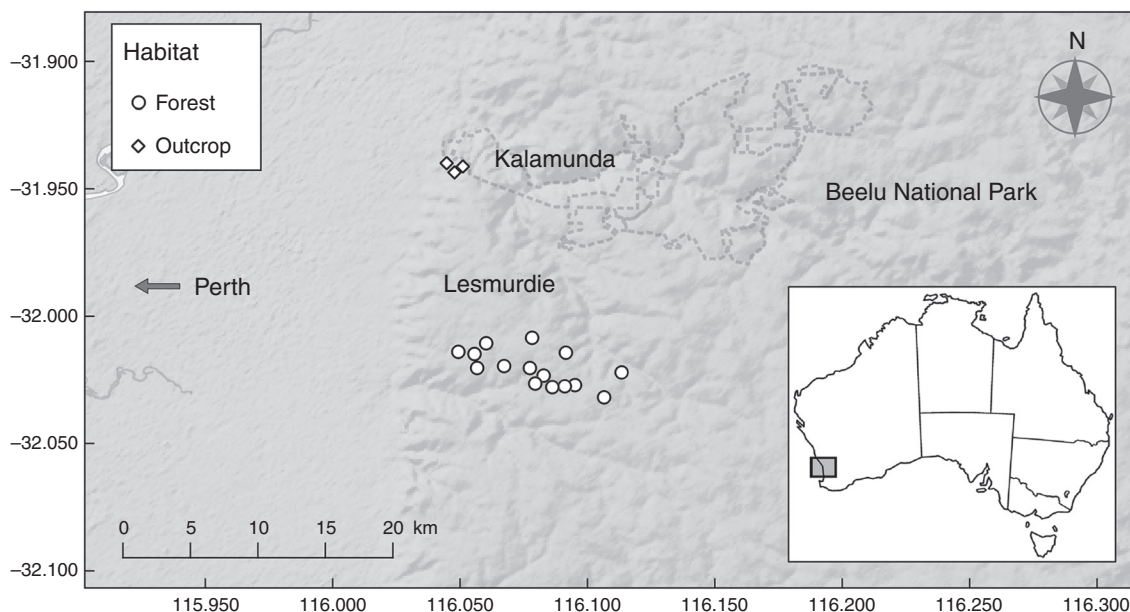 Habitat
Forest
Outcrop
N
Kalamunda
Beelu National Park
Perth
Lesmurdie
0 5 10 15 20 km
−31.900
−31.950
−32.000
−32.050
−32.100
115.950 116.000 116.050 116.100 116.150 116.200 116.250 116.300